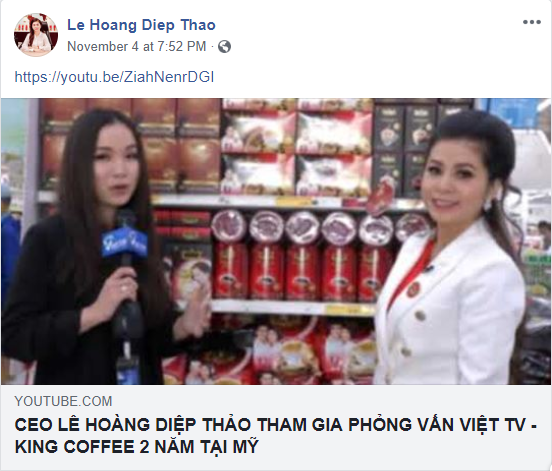 Le Hoang Diep Thao
November 4 at 7:52 PM ·
https://youtu.be/ZiahNenrDGI
YOUTUBE.COM
CEO LÊ HOÀNG DIỆP THẢO THAM GIA PHỎNG VẤN VIỆT TV -
KING COFFEE 2 NĂM TẠI MỸ